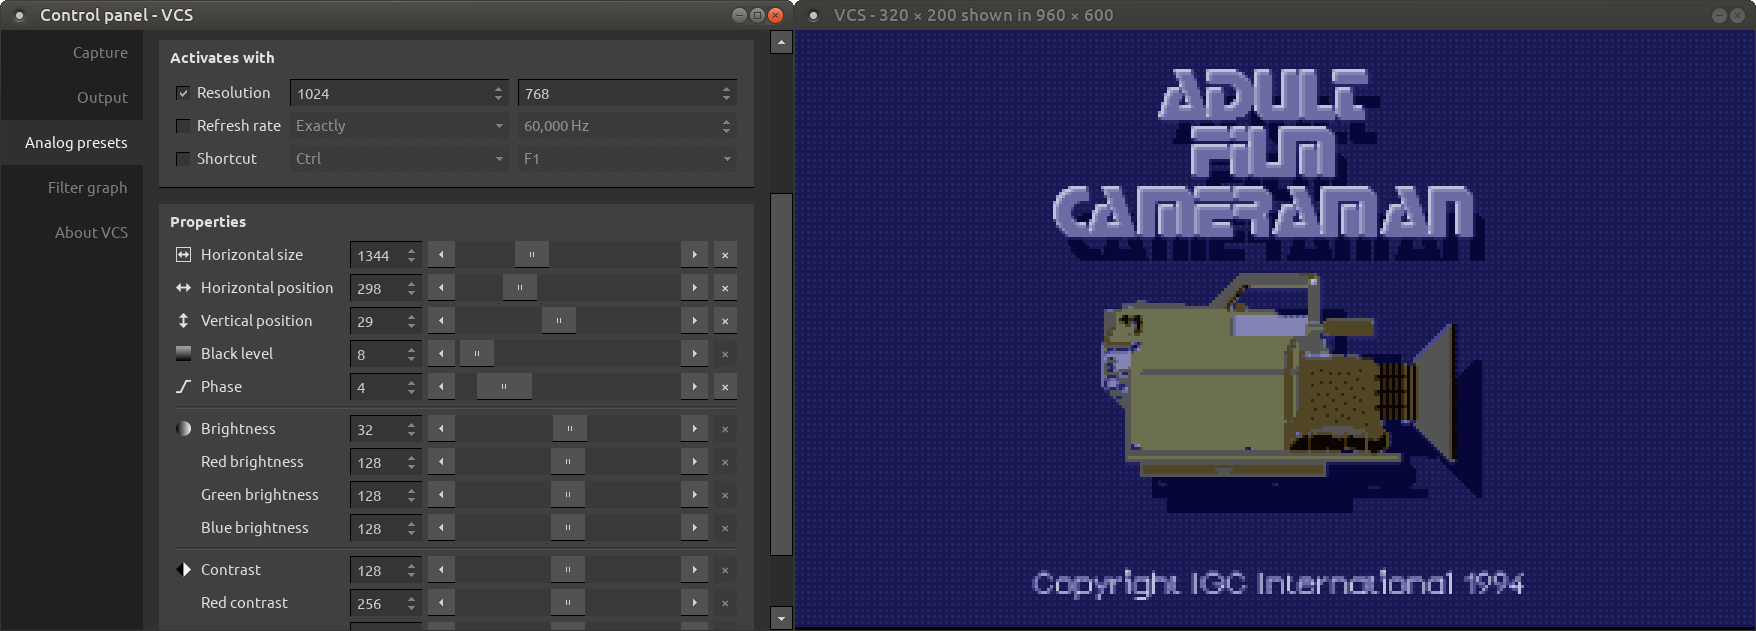 Control panel - VCS
Capture
Output
Analog presets
Filter graph
About VCS
Activates with
Resolution 1024 768
Refresh rate Exactly 60,000 Hz
Shortcut Ctrl F1
Properties
Horizontal size 1344
Horizontal position 298
Vertical position 29
Black level 8
Phase 4
Brightness 32
Red brightness 128
Green brightness 128
Blue brightness 128
Contrast 128
Red contrast 256
VCS - 320 × 200 shown in 960 × 600
ADULT
FILM
CAMERAMAN
Copyright IGC International 1994